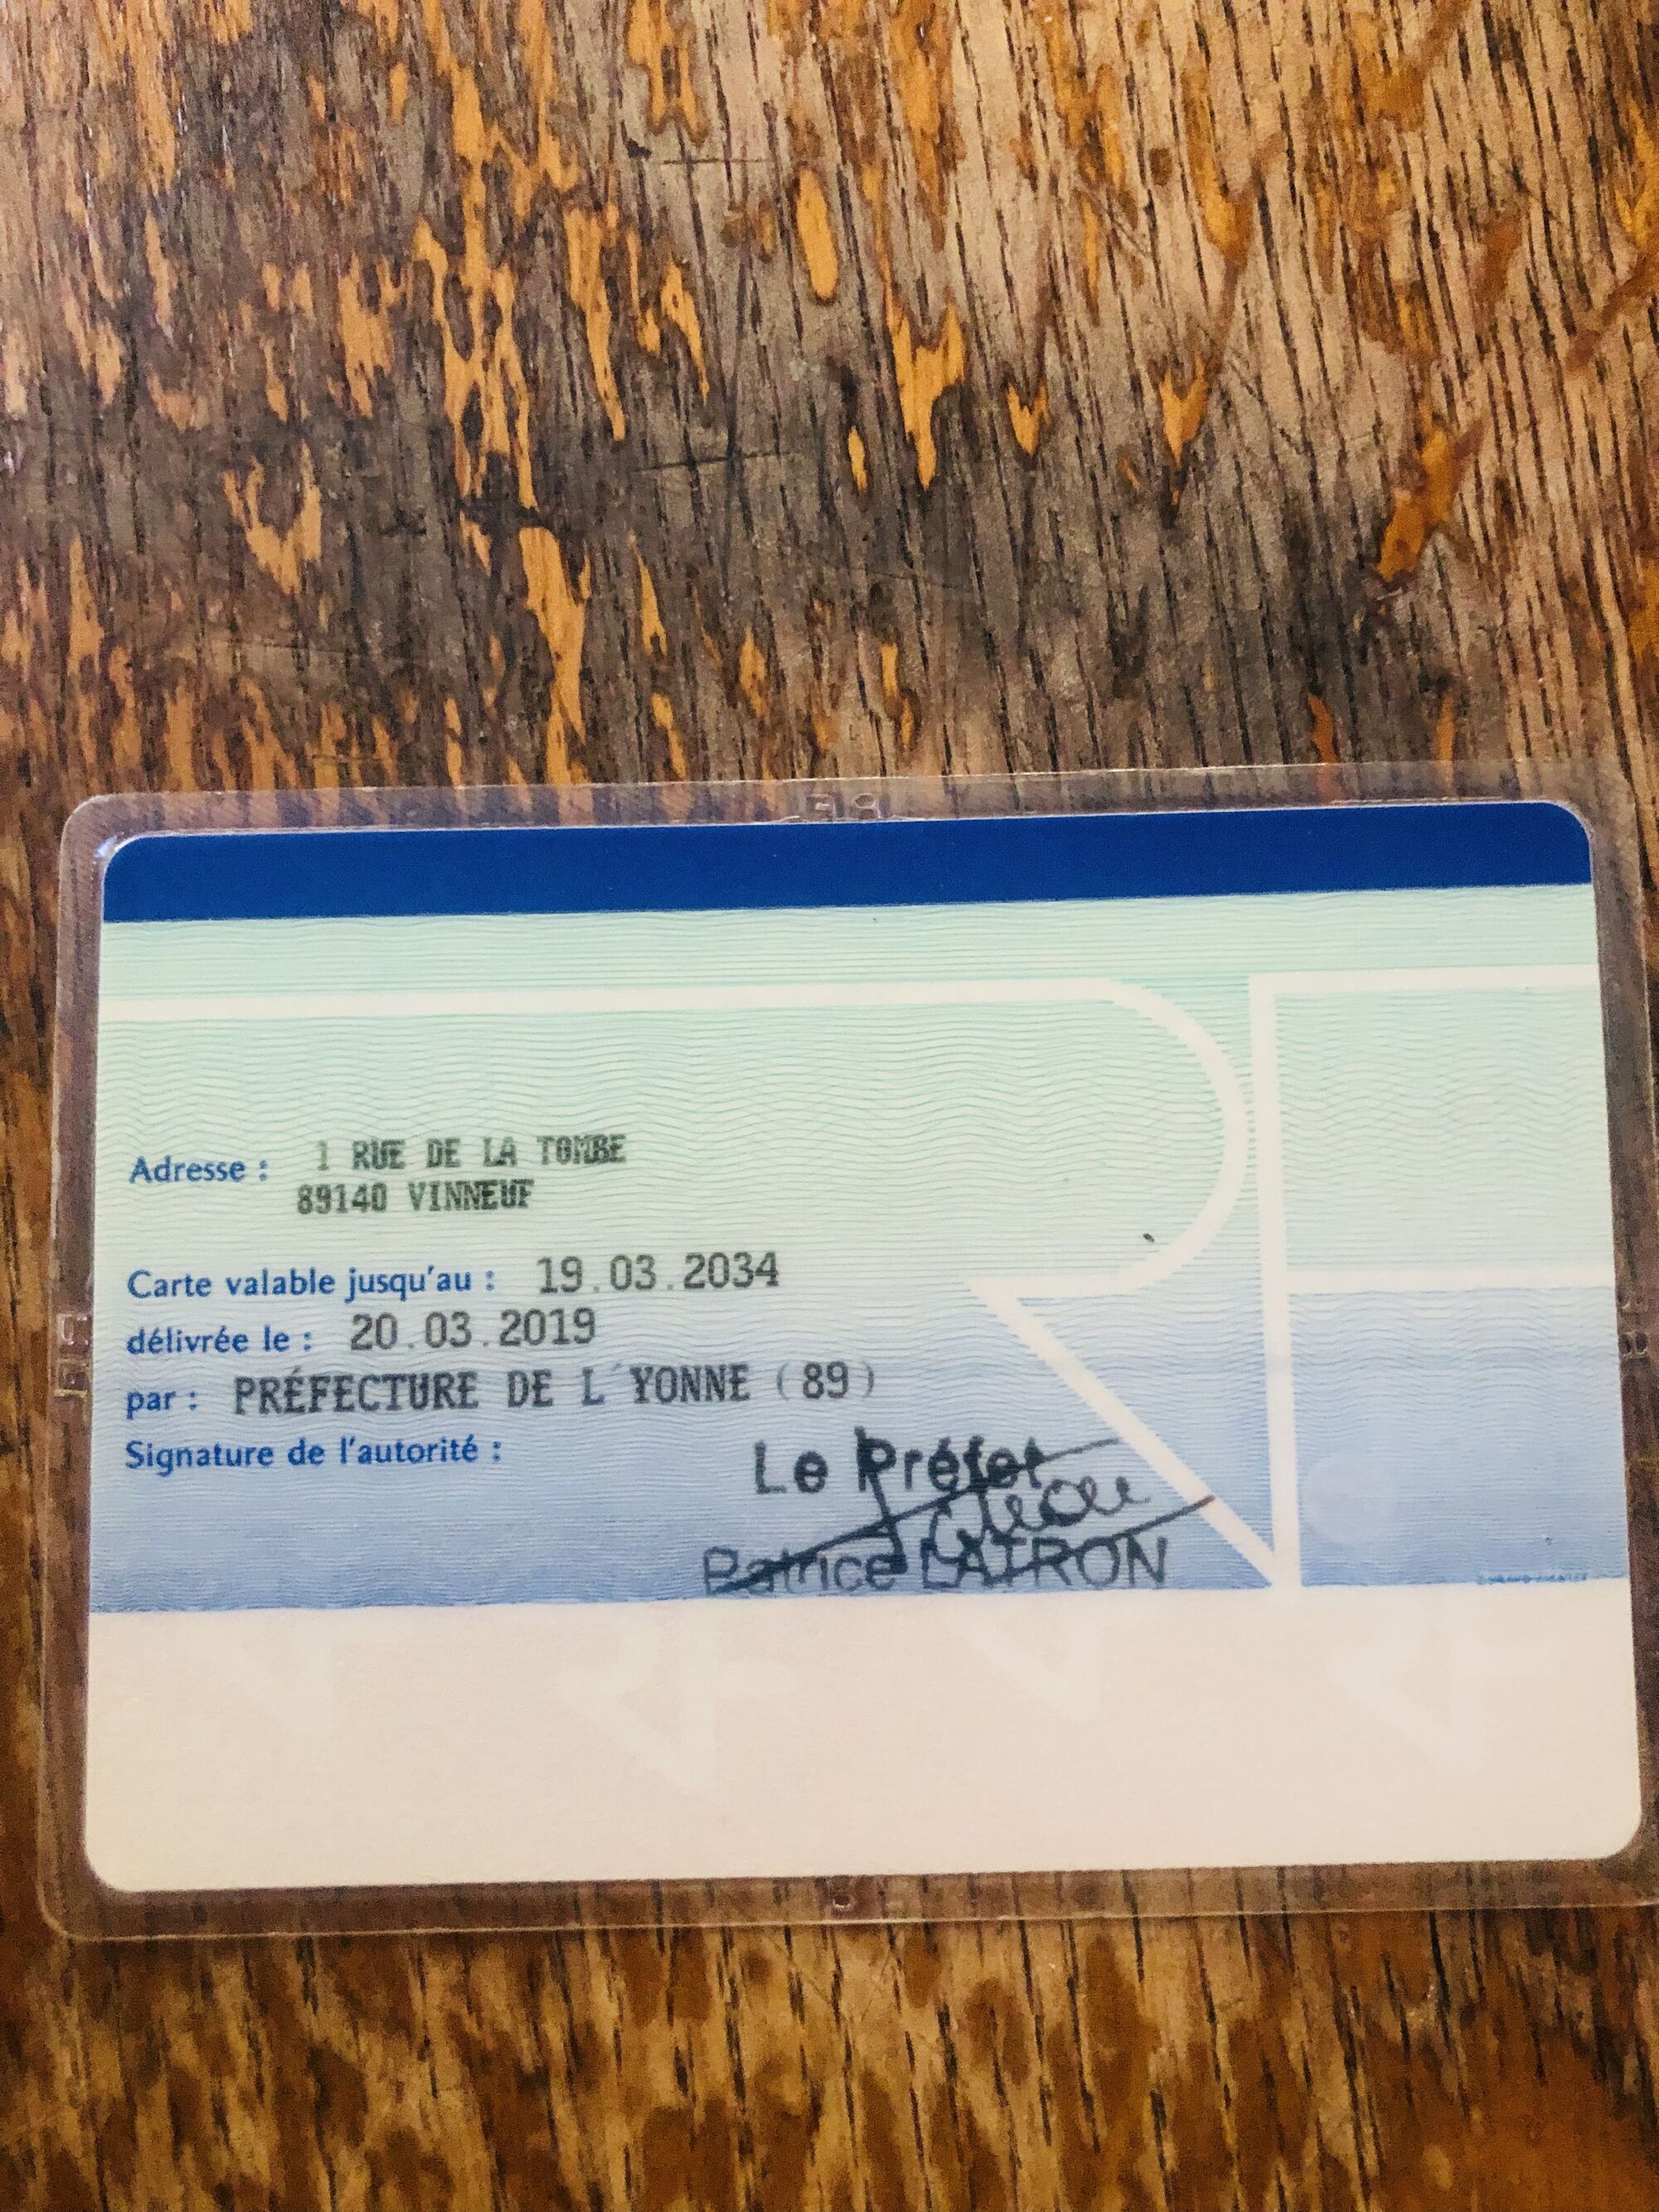 Adresse : 1 RUE DE LA TOMBE
89140 VINNEUF
Carte valable jusqu'au : 19.03.2034
délivrée le : 20.03.2019
par : PRÉFECTURE DE L'YONNE (89)
Signature de l'autorité :
Le Préfet
Patrice LATRON
RF